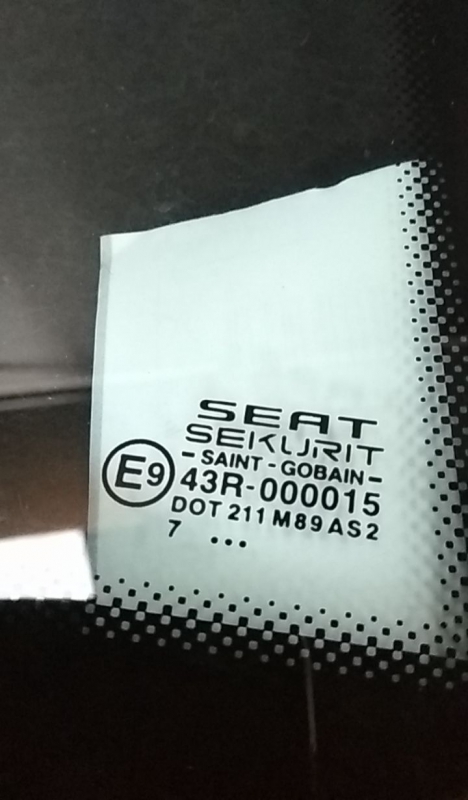 SEAT
SEKURIT
- SAINT - GOBAIN -
E9 43R-000015
DOT 211 M89 AS2
7 ...